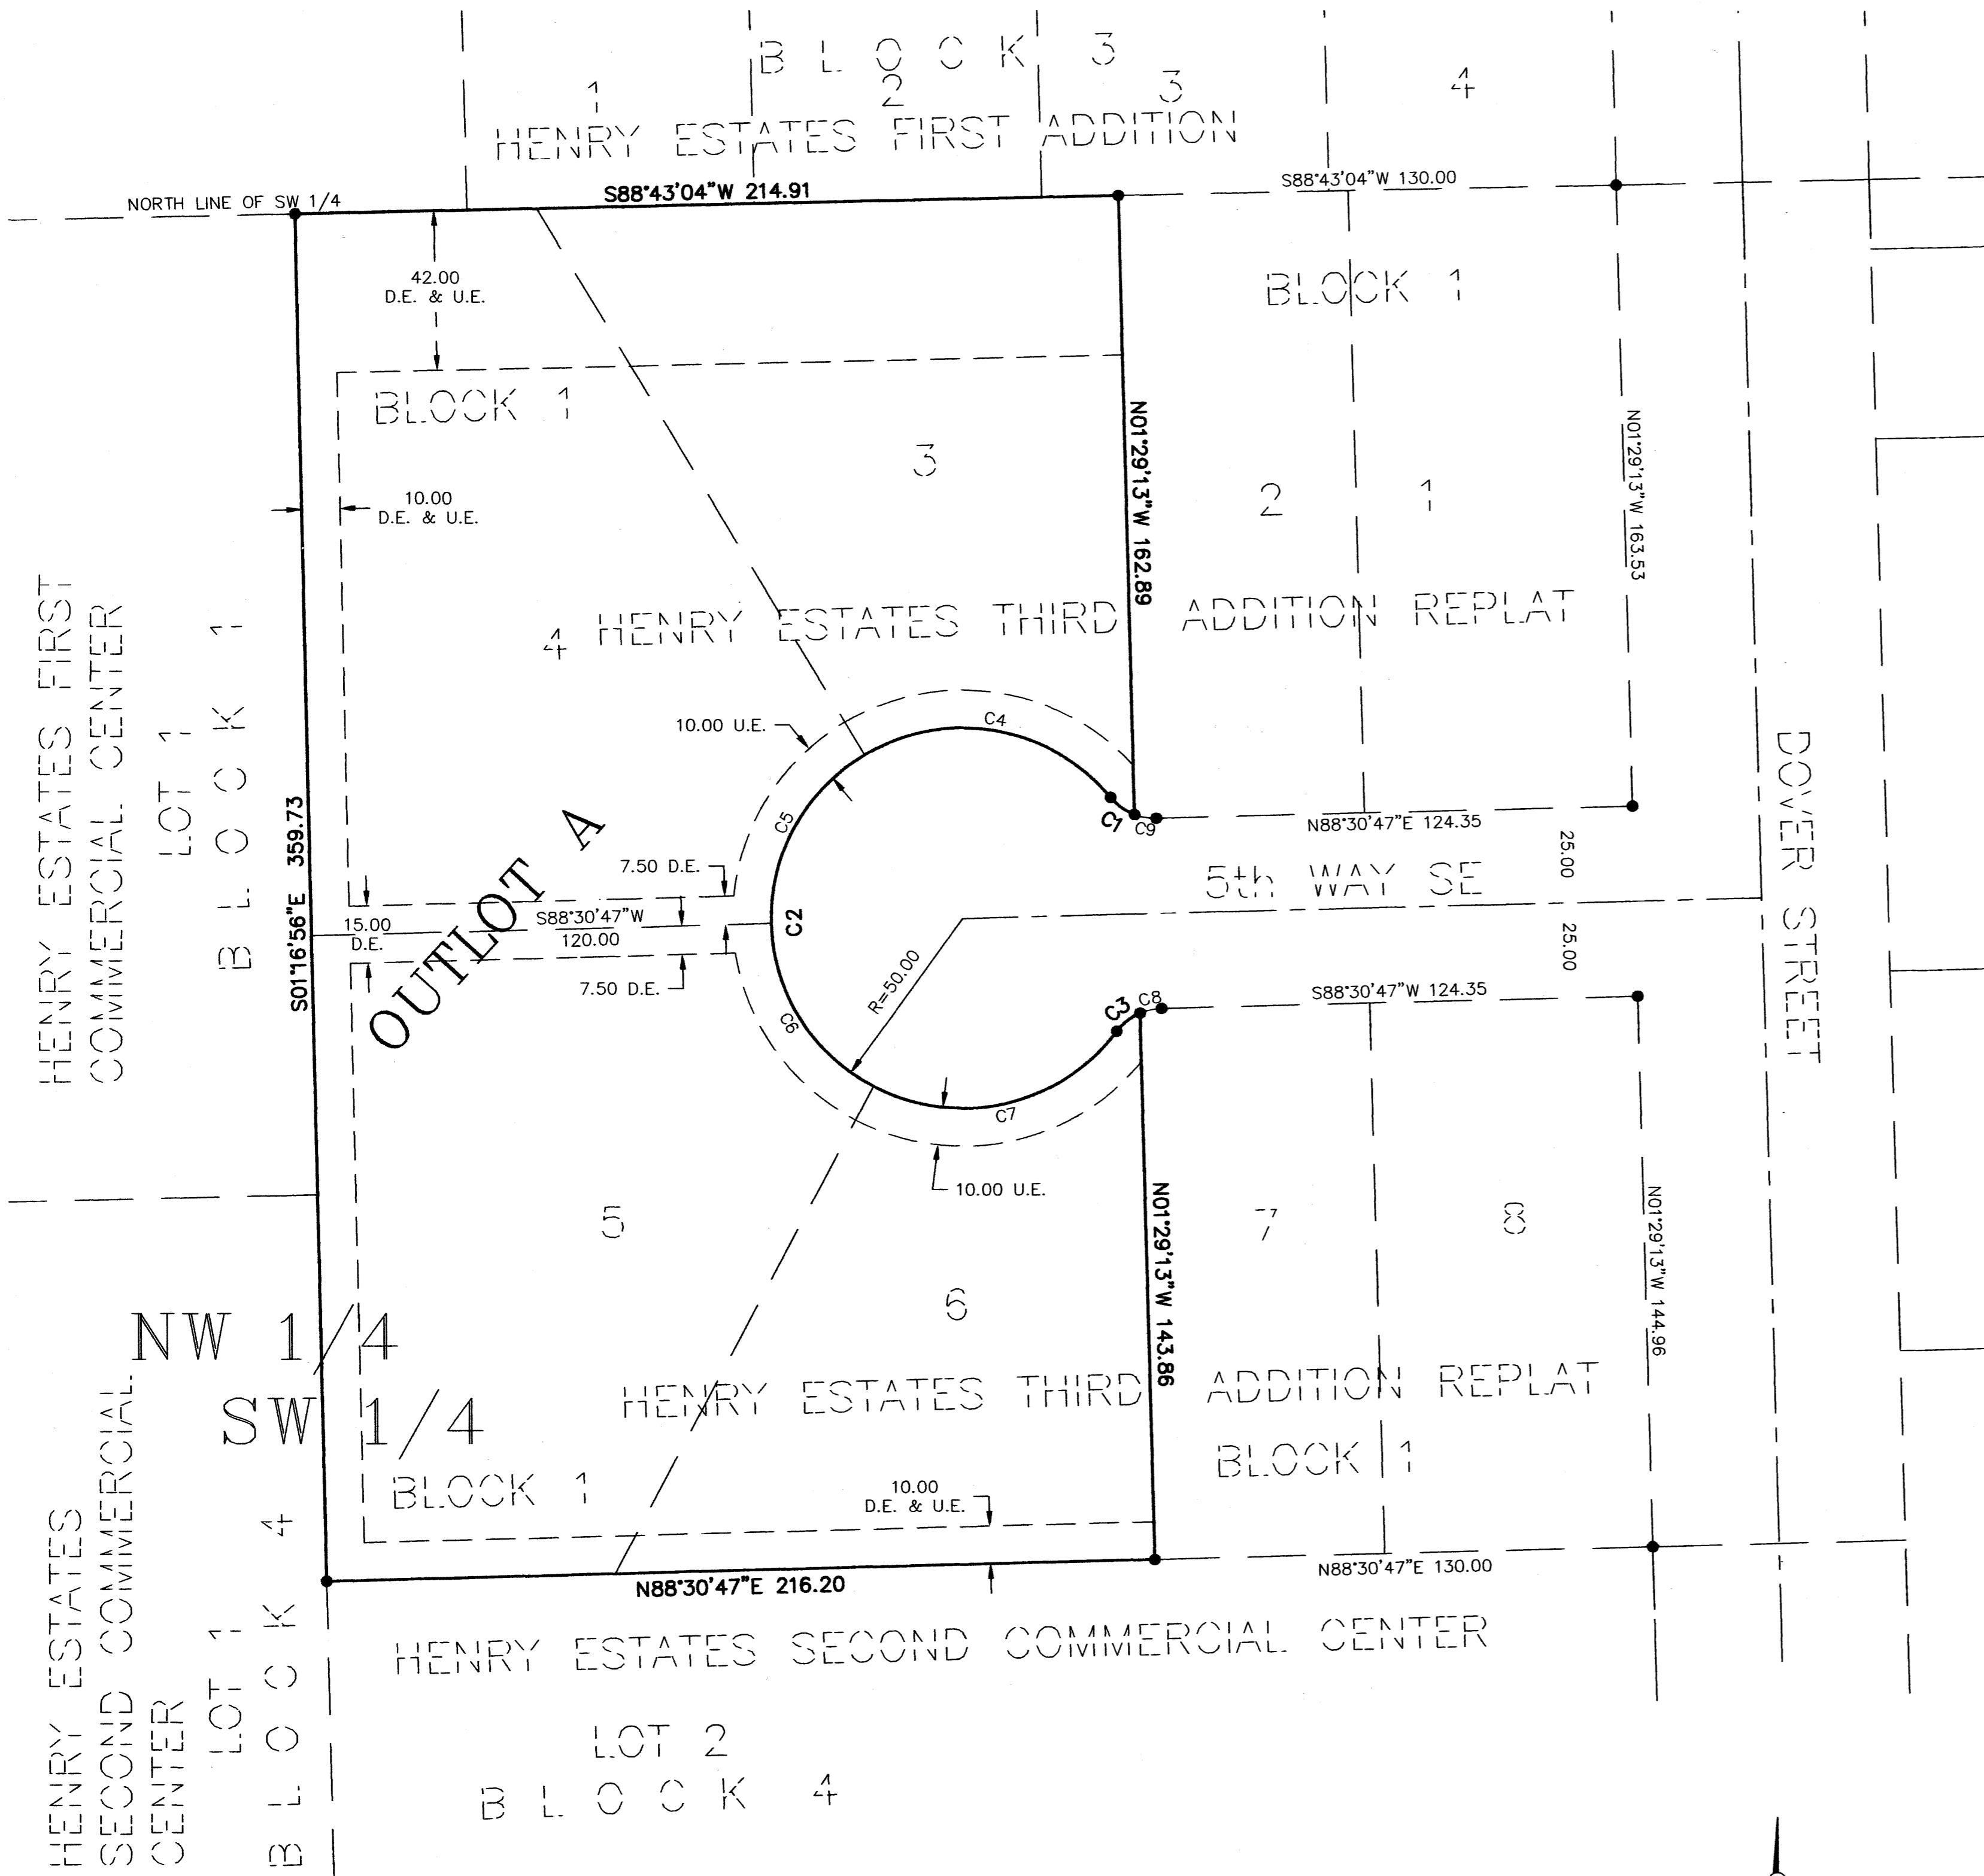 BLOCK 3
1
2
3
4
HENRY ESTATES FIRST ADDITION
NORTH LINE OF SW 1/4
S88°43'04"W 214.91
S88°43'04"W 130.00
42.00
D.E. & U.E.
BLOCK 1
BLOCK 1
3
N01°29'13"W 162.89
N01°29'13"W 163.53
10.00
D.E. & U.E.
2
1
HENRY ESTATES FIRST
COMMERCIAL CENTER
LOT 1
BLOCK 1
4
HENRY ESTATES THIRD ADDITION REPLAT
10.00 U.E.
C4
C5
C1
C9
N88°30'47"E 124.35
S01°16'56"E 359.73
OUTLOT A
7.50 D.E.
25.00
5th WAY SE
DOVER STREET
15.00
D.E.
S88°30'47"W
120.00
C2
25.00
7.50 D.E.
R=50.00
S88°30'47"W 124.35
C6
C3
C8
C7
10.00 U.E.
5
6
7
8
N01°29'13"W 143.86
N01°29'13"W 144.96
NW 1/4
SW 1/4
HENRY ESTATES THIRD ADDITION REPLAT
BLOCK 1
BLOCK 1
10.00
D.E. & U.E.
N88°30'47"E 216.20
N88°30'47"E 130.00
HENRY ESTATES
SECOND COMMERCIAL
CENTER
LOT 1
BLOCK 4
HENRY ESTATES SECOND COMMERCIAL CENTER
LOT 2
BLOCK 4